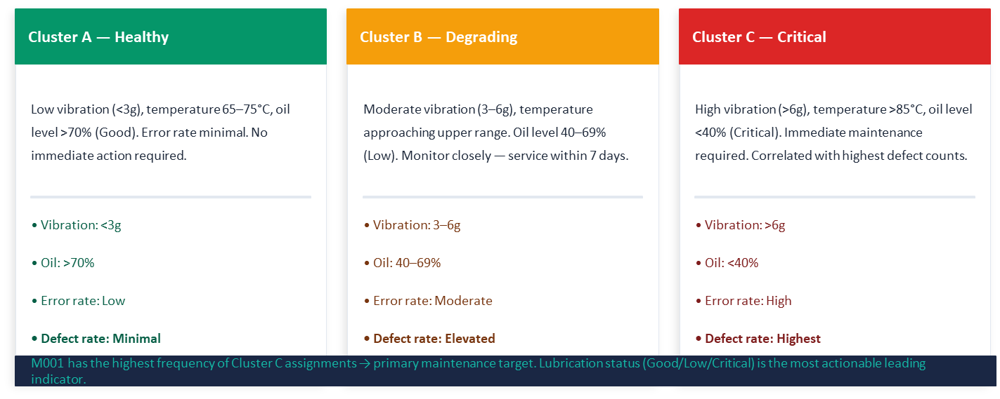 Cluster A — Healthy
Low vibration (<3g), temperature 65–75°C, oil
level >70% (Good). Error rate minimal. No
immediate action required.
• Vibration: <3g
• Oil: >70%
• Error rate: Low
• Defect rate: Minimal
Cluster B — Degrading
Moderate vibration (3–6g), temperature
approaching upper range. Oil level 40–69%
(Low). Monitor closely — service within 7 days.
• Vibration: 3–6g
• Oil: 40–69%
• Error rate: Moderate
• Defect rate: Elevated
Cluster C — Critical
High vibration (>6g), temperature >85°C, oil level
<40% (Critical). Immediate maintenance
required. Correlated with highest defect counts.
• Vibration: >6g
• Oil: <40%
• Error rate: High
• Defect rate: Highest
M001 has the highest frequency of Cluster C assignments → primary maintenance target. Lubrication status (Good/Low/Critical) is the most actionable leading
indicator.